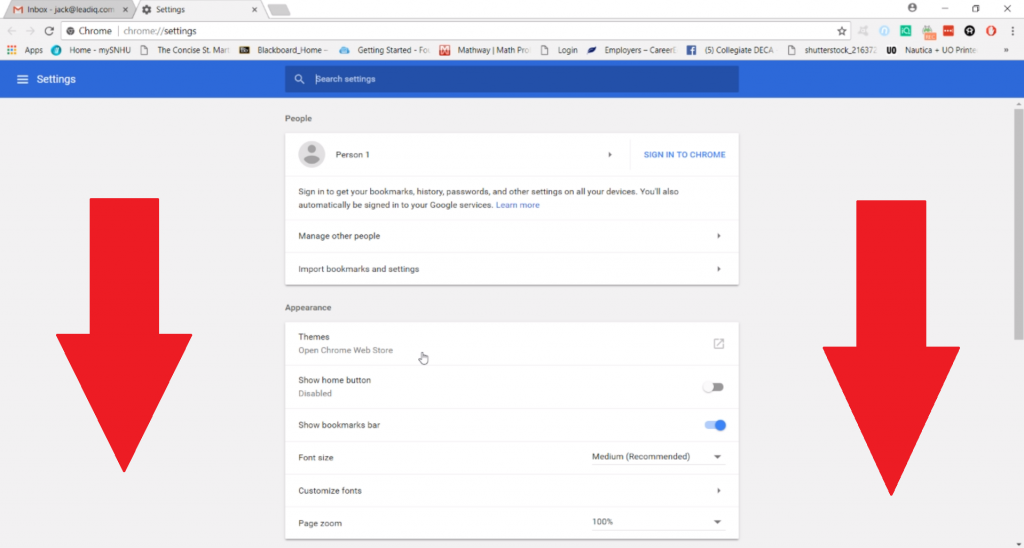 Inbox - jack@leadiq.com
Settings
Chrome
chrome://settings
Apps
Home - mySNHU
The Concise St. Mar
Blackboard_Home –
Getting Started - Fo
Mathway | Math Pro
Login
Employers – Career
(5) Collegiate DECA
shutterstock_216372
UO
Nautica + UO Printe
»
Settings
Search settings
People
Person 1
SIGN IN TO CHROME
Sign in to get your bookmarks, history, passwords, and other settings on all your devices. You'll also
automatically be signed in to your Google services. Learn more
Manage other people
Import bookmarks and settings
Appearance
Themes
Open Chrome Web Store
Show home button
Disabled
Show bookmarks bar
Font size
Medium (Recommended)
Customize fonts
Page zoom
100%